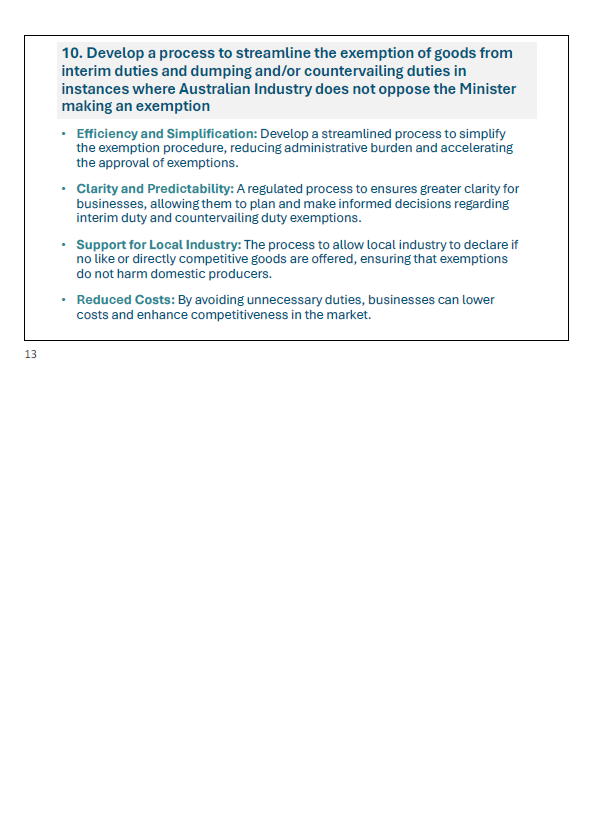 10. Develop a process to streamline the exemption of goods from
interim duties and dumping and/or countervailing duties in
instances where Australian Industry does not oppose the Minister
making an exemption
• Efficiency and Simplification: Develop a streamlined process to simplify
the exemption procedure, reducing administrative burden and accelerating
the approval of exemptions.
• Clarity and Predictability: A regulated process to ensures greater clarity for
businesses, allowing them to plan and make informed decisions regarding
interim duty and countervailing duty exemptions.
• Support for Local Industry: The process to allow local industry to declare if
no like or directly competitive goods are offered, ensuring that exemptions
do not harm domestic producers.
• Reduced Costs: By avoiding unnecessary duties, businesses can lower
costs and enhance competitiveness in the market.
13